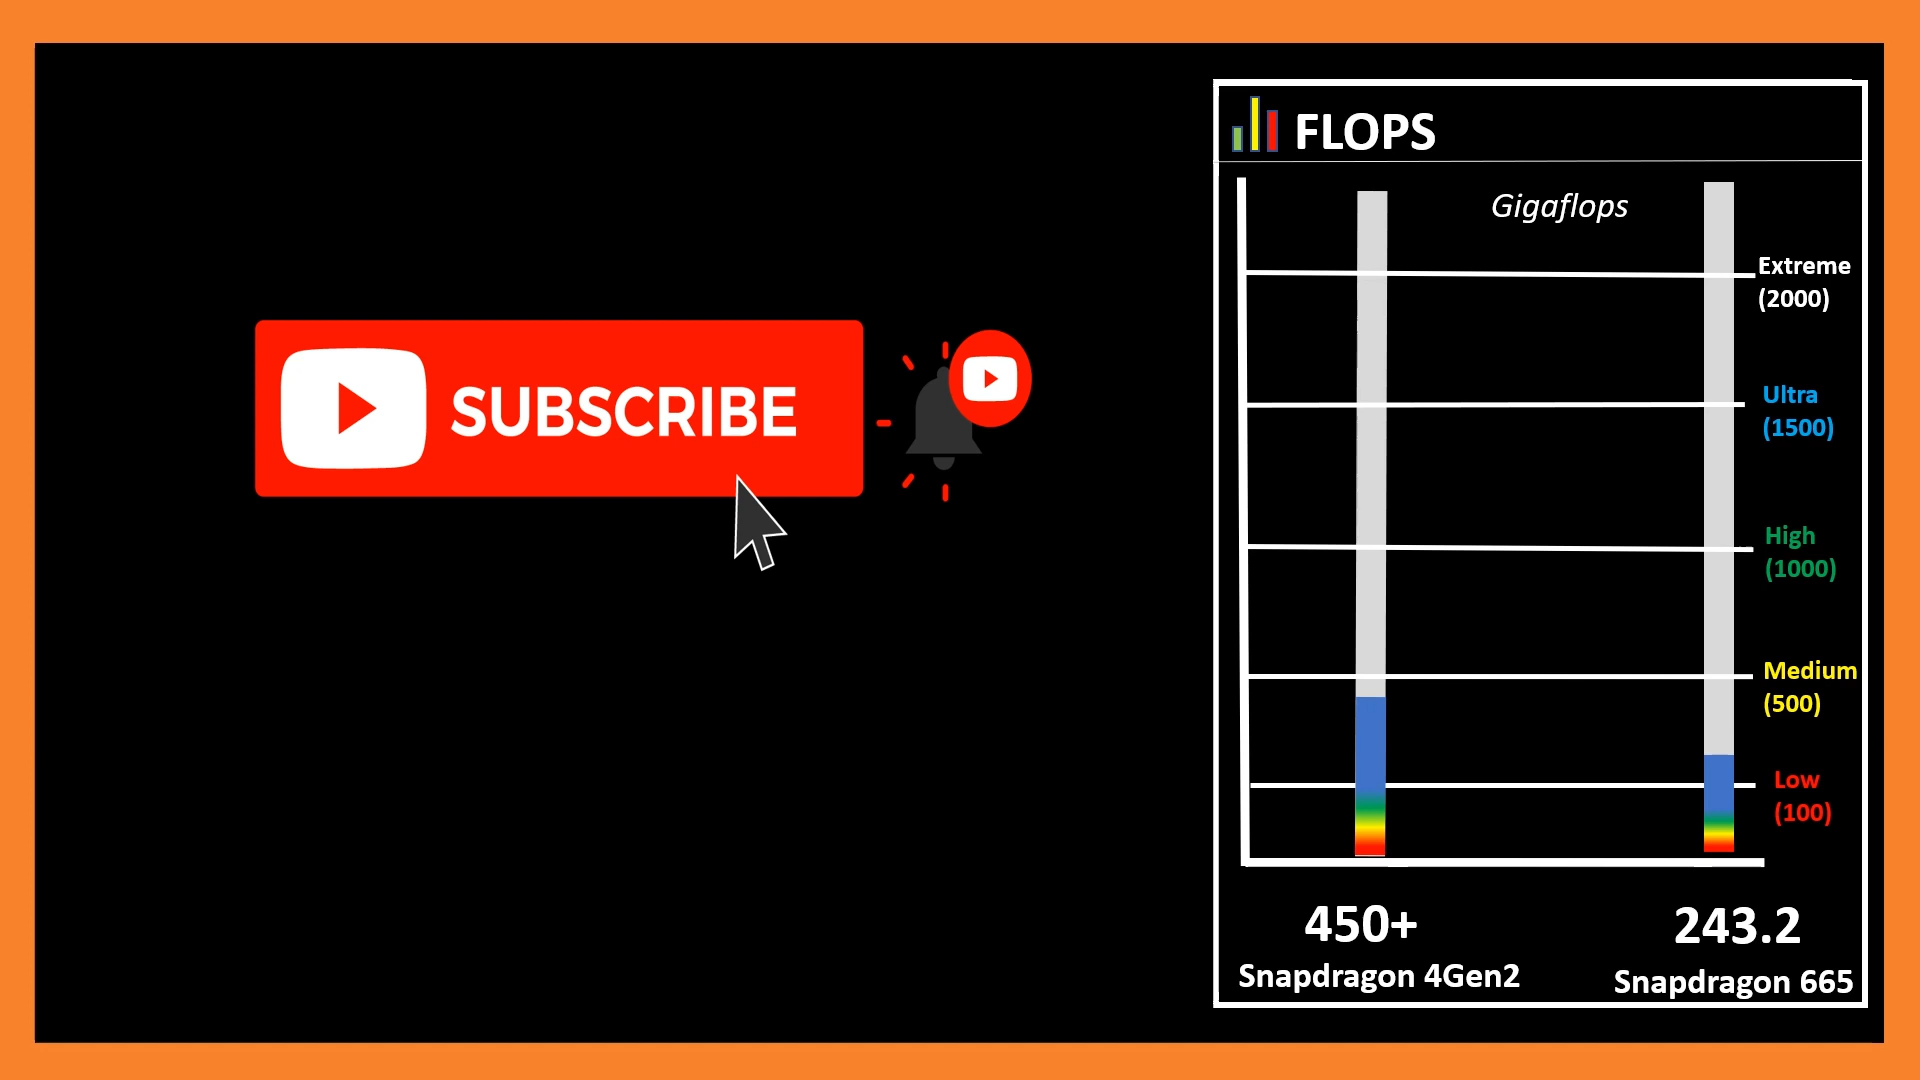 SUBSCRIBE
FLOPS
Gigaflops
Extreme
(2000)
Ultra
(1500)
High
(1000)
Medium
(500)
Low
(100)
450+
Snapdragon 4Gen2
243.2
Snapdragon 665